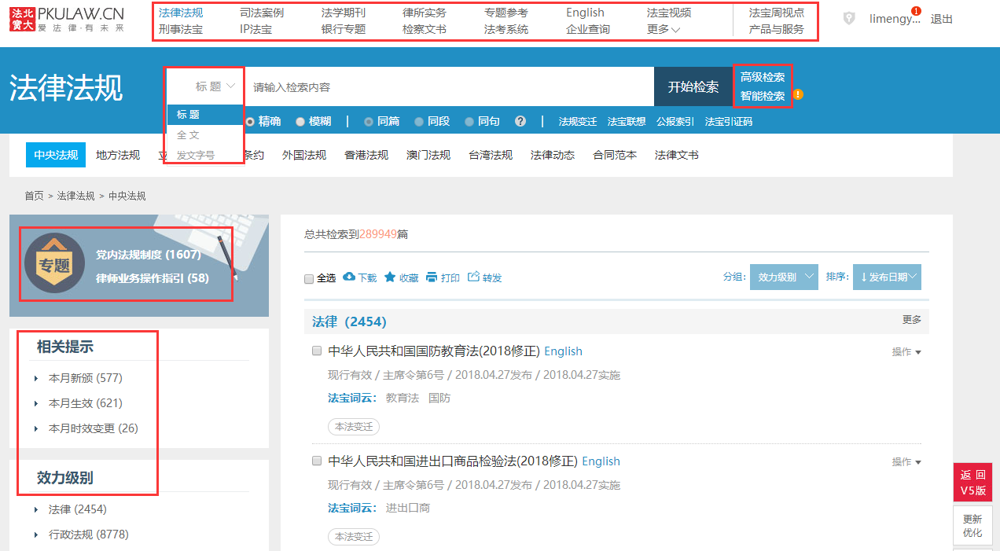 法律法规 司法案例 法学期刊 律所实务 专题参考 English 法宝视频 法宝周视点
北大法宝 PKULAW.CN limengy... 1 退出
刑事法宝 IP法宝 银行专题 检察文书 法考系统 企业查询 更多 产品与服务
爱法律·有未来
法律法规 标 题 请输入检索内容 开始检索 高级检索
智能检索
标 题 精确 模糊 | 同篇 同段 同句 ? | 法规变迁 法宝联想 公报索引 法宝引证码
全 文
发文字号
中央法规 地方法规 立 条约 外国法规 香港法规 澳门法规 台湾法规 法律动态 合同范本 法律文书
首页 > 法律法规 > 中央法规
专题
党内法规制度 (1607)
律师业务操作指引 (58)
相关提示
本月新颁 (577)
本月生效 (621)
本月时效变更 (26)
效力级别
法律 (2454)
行政法规 (8778)
总共检索到289949篇
全选 下载 收藏 打印 转发 分组: 效力级别 排序: ↓发布日期
法律（2454） 更多
中华人民共和国国防教育法(2018修正) English 操作
现行有效 / 主席令第6号 / 2018.04.27发布 / 2018.04.27实施
法宝词云： 教育法 国防
本法变迁
中华人民共和国进出口商品检验法(2018修正) English 操作
现行有效 / 主席令第6号 / 2018.04.27发布 / 2018.04.27实施
法宝词云： 进出口商
本法变迁
返 回
V5版
更新
优化